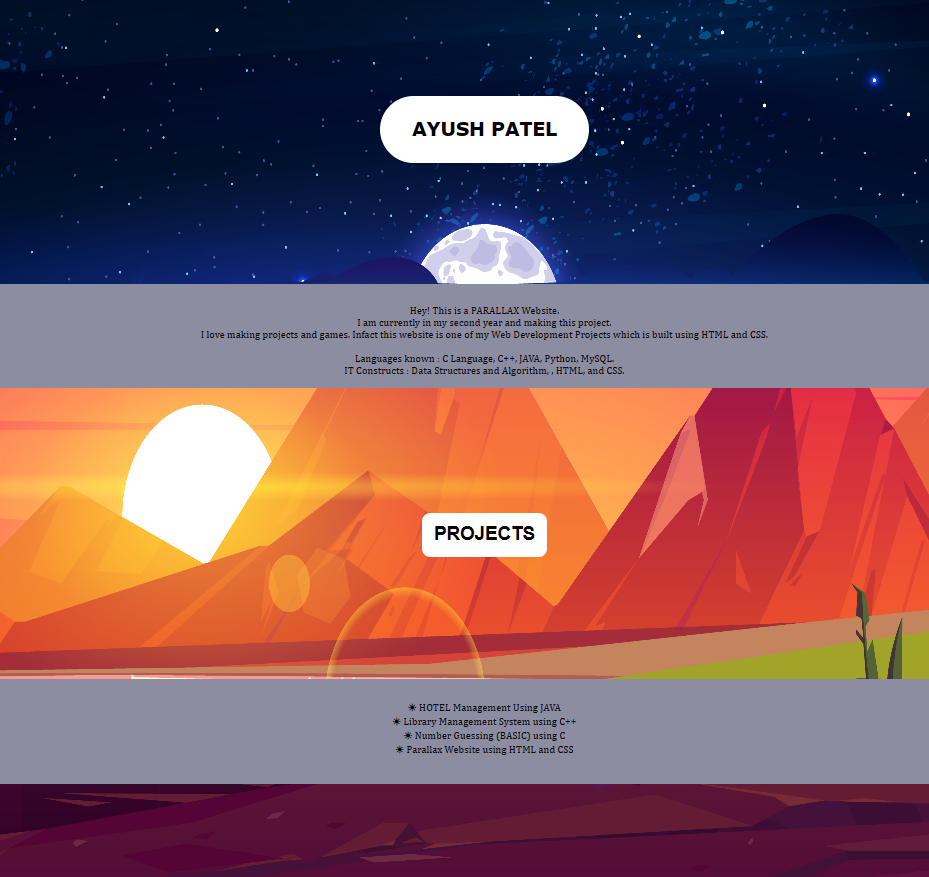 AYUSH PATEL
Hey! This is a PARALLAX Website.
I am currently in my second year and making this project.
I love making projects and games. Infact this website is one of my Web Development Projects which is built using HTML and CSS.
Languages known : C Language, C++, JAVA, Python, MySQL.
IT Constructs : Data Structures and Algorithm, , HTML, and CSS.
PROJECTS
✴ HOTEL Management Using JAVA
✴ Library Management System using C++
✴ Number Guessing (BASIC) using C
✴ Parallax Website using HTML and CSS